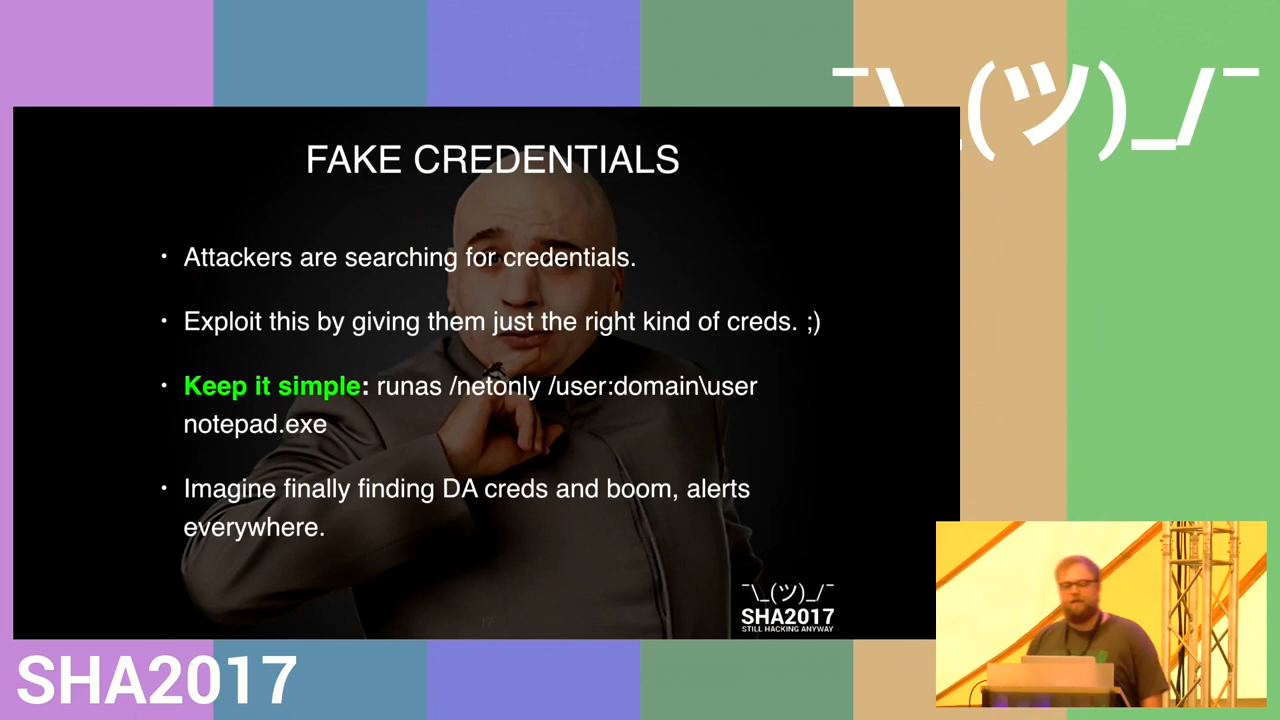 ¯\_(ツ)_/¯
FAKE CREDENTIALS
• Attackers are searching for credentials.
• Exploit this by giving them just the right kind of creds. ;)
• Keep it simple: runas /netonly /user:domain\user
notepad.exe
• Imagine finally finding DA creds and boom, alerts
everywhere.
¯\_(ツ)_/¯
SHA2017
STILL HACKING ANYWAY
17
SHA2017